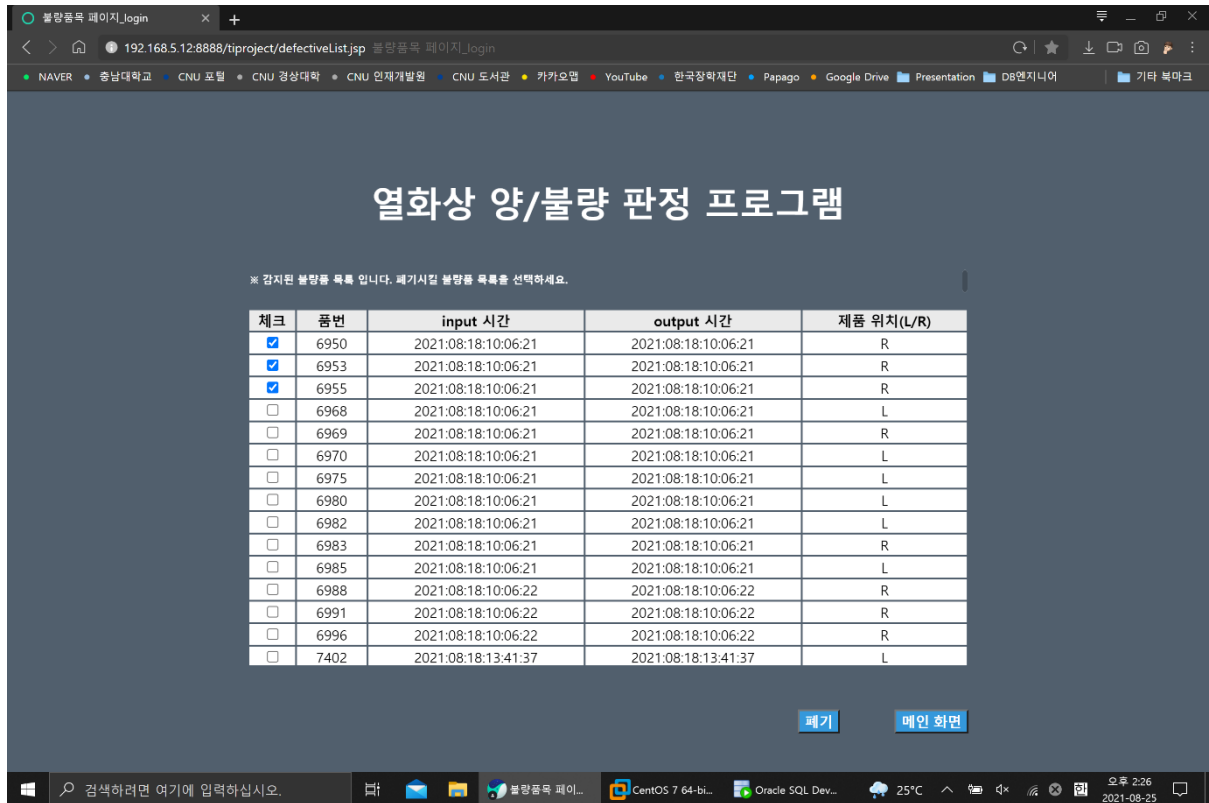 불량품목 페이지_login
192.168.5.12:8888/tiproject/defectiveList.jsp 불량품목 페이지_login
NAVER 충남대학교 CNU 포털 CNU 경상대학 CNU 인재개발원 CNU 도서관 카카오맵 YouTube 한국장학재단 Papago Google Drive Presentation DB엔지니어 기타 북마크
열화상 양/불량 판정 프로그램
※ 감지된 불량품 목록 입니다. 폐기시킬 불량품 목록을 선택하세요.
체크 품번 input 시간 output 시간 제품 위치(L/R)
6950 2021:08:18:10:06:21 2021:08:18:10:06:21 R
6953 2021:08:18:10:06:21 2021:08:18:10:06:21 R
6955 2021:08:18:10:06:21 2021:08:18:10:06:21 R
6968 2021:08:18:10:06:21 2021:08:18:10:06:21 L
6969 2021:08:18:10:06:21 2021:08:18:10:06:21 R
6970 2021:08:18:10:06:21 2021:08:18:10:06:21 L
6975 2021:08:18:10:06:21 2021:08:18:10:06:21 L
6980 2021:08:18:10:06:21 2021:08:18:10:06:21 L
6982 2021:08:18:10:06:21 2021:08:18:10:06:21 L
6983 2021:08:18:10:06:21 2021:08:18:10:06:21 R
6985 2021:08:18:10:06:21 2021:08:18:10:06:21 L
6988 2021:08:18:10:06:22 2021:08:18:10:06:22 R
6991 2021:08:18:10:06:22 2021:08:18:10:06:22 R
6996 2021:08:18:10:06:22 2021:08:18:10:06:22 R
7402 2021:08:18:13:41:37 2021:08:18:13:41:37 L
폐기 메인 화면
검색하려면 여기에 입력하십시오. 불량품목 페이... CentOS 7 64-bi... Oracle SQL Dev... 25°C 한 오후 2:26
2021-08-25